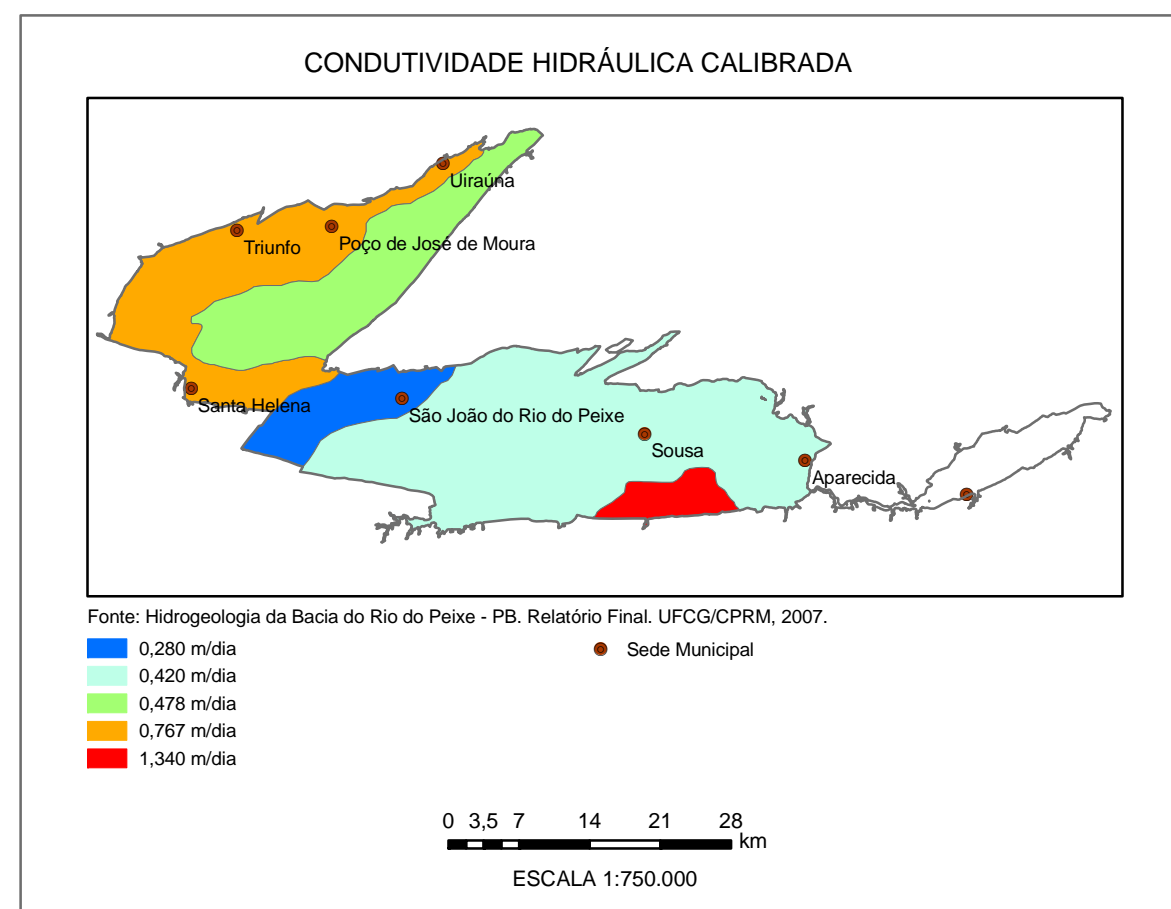 CONDUTIVIDADE HIDRÁULICA CALIBRADA
Uiraúna
Triunfo
Poço de José de Moura
Santa Helena
São João do Rio do Peixe
Sousa
Aparecida
Fonte: Hidrogeologia da Bacia do Rio do Peixe - PB. Relatório Final. UFCG/CPRM, 2007.
0,280 m/dia
Sede Municipal
0,420 m/dia
0,478 m/dia
0,767 m/dia
1,340 m/dia
0 3,5 7 14 21 28
km
ESCALA 1:750.000